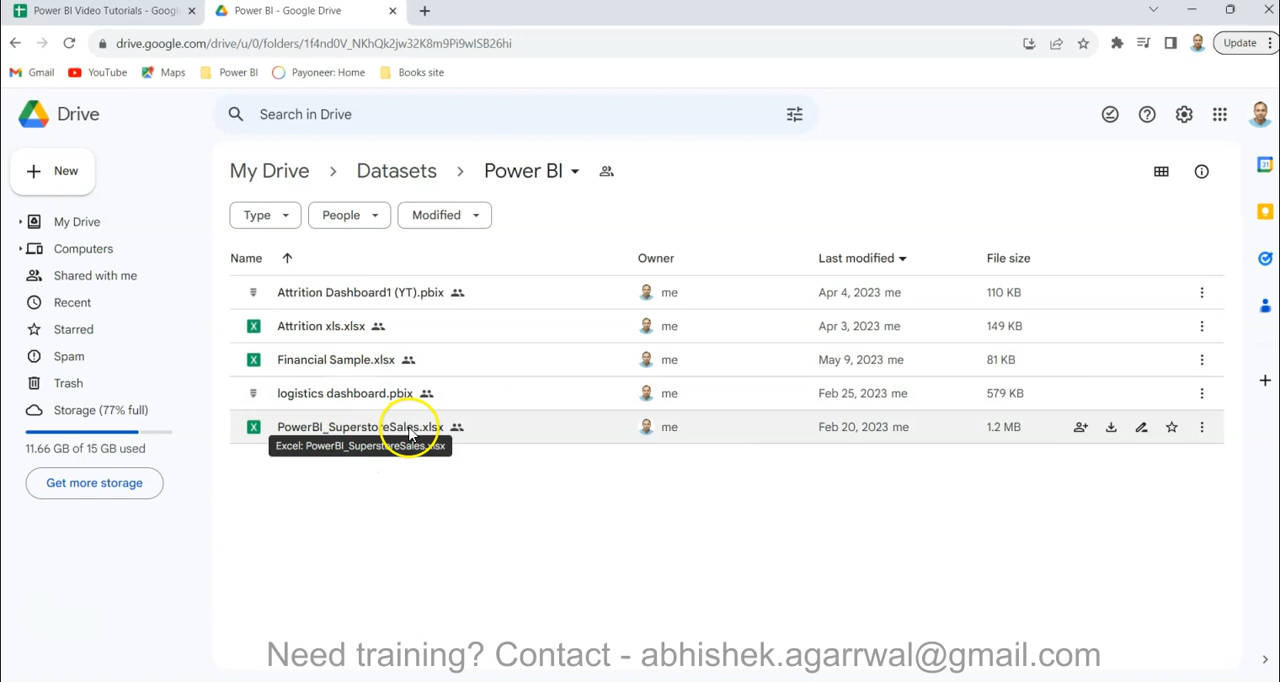 Power BI Video Tutorials - Googl
Power BI - Google Drive
drive.google.com/drive/u/0/folders/1f4nd0V_NKhQk2jw32K8m9Pi9wISB26hi
Update
Gmail YouTube Maps Power BI Payoneer: Home Books site
Drive
Search in Drive
New
My Drive > Datasets > Power BI
Type People Modified
My Drive
Computers
Shared with me
Recent
Starred
Spam
Trash
Storage (77% full)
11.66 GB of 15 GB used
Get more storage
Name Owner Last modified File size
Attrition Dashboard1 (YT).pbix me Apr 4, 2023 me 110 KB
Attrition xls.xlsx me Apr 3, 2023 me 149 KB
Financial Sample.xlsx me May 9, 2023 me 81 KB
logistics dashboard.pbix me Feb 25, 2023 me 579 KB
PowerBI_SuperstoreSales.xlsx me Feb 20, 2023 me 1.2 MB
Excel: PowerBI_SuperstoreSales.xlsx
31
Need training? Contact - abhishek.agarrwal@gmail.com